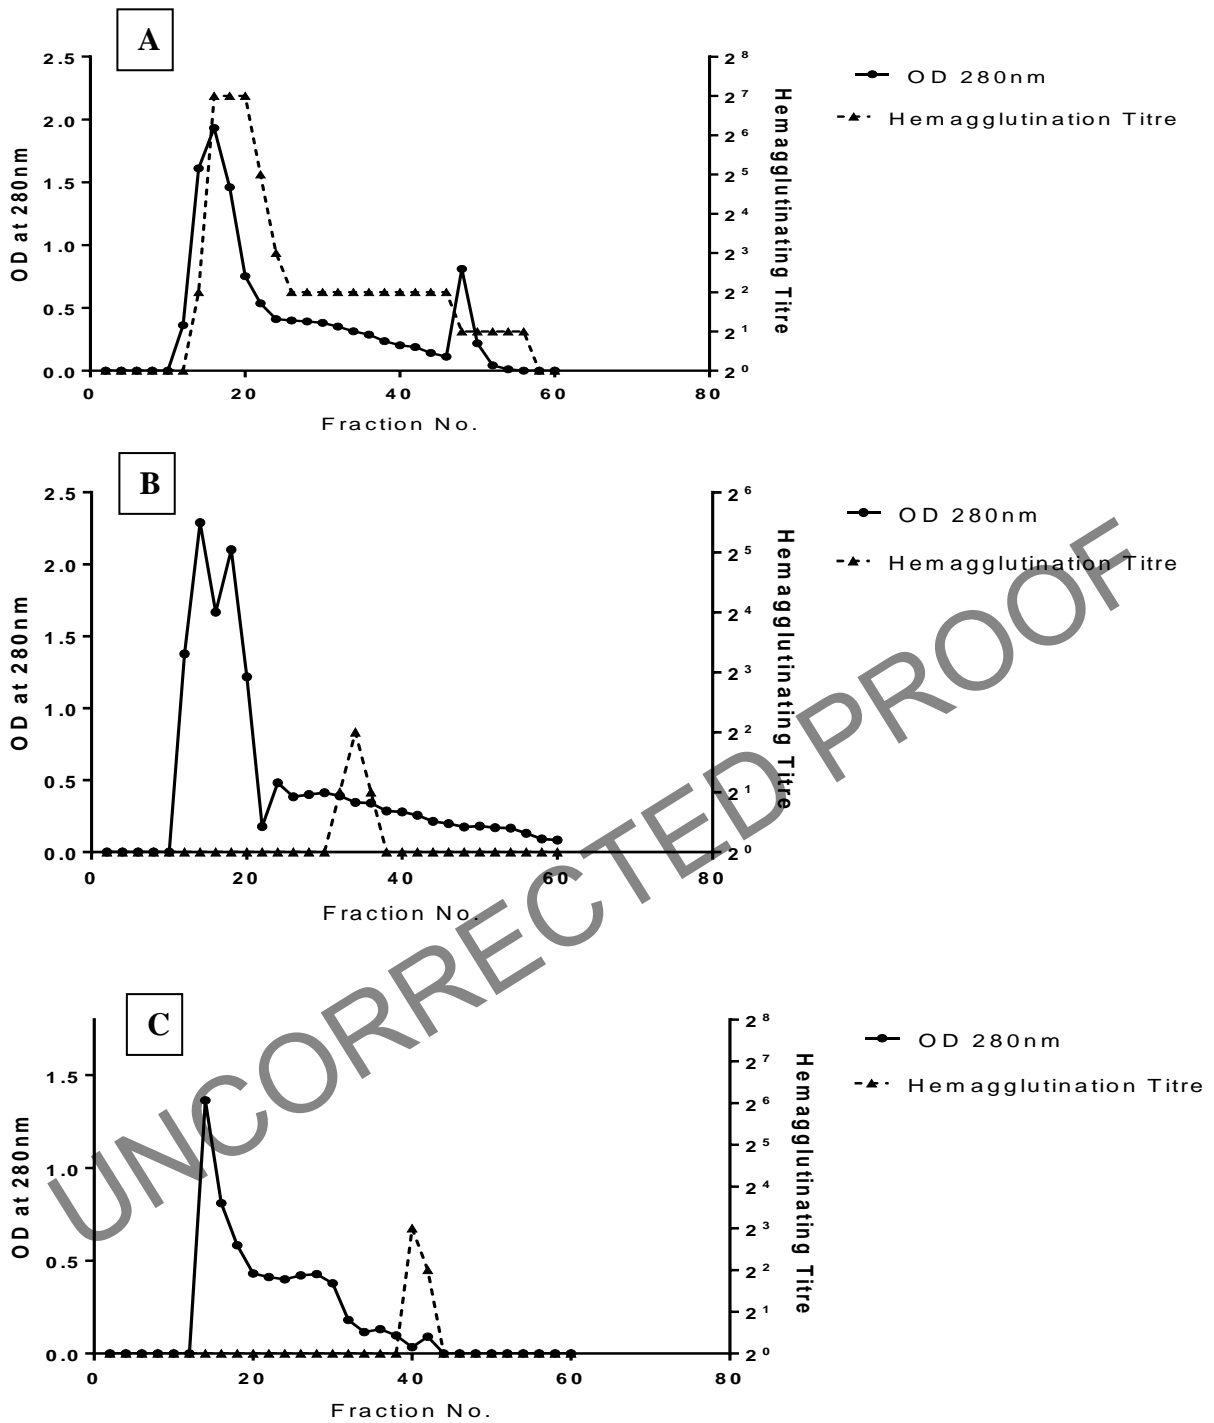 A
2.5
2.0
1.5
1.0
0.5
0.0
OD at 280nm
0
20
40
60
80
Fraction No.
2⁸
2⁷
2⁶
2⁵
2⁴
2³
2²
2¹
2⁰
Hemagglutinating Titre
OD 280nm
Hemagglutination Titre
B
2.5
2.0
1.5
1.0
0.5
0.0
OD at 280nm
0
20
40
60
80
Fraction No.
2⁶
2⁵
2⁴
2³
2²
2¹
2⁰
Hemagglutinating Titre
OD 280nm
Hemagglutination Titre
C
1.5
1.0
0.5
0.0
OD at 280nm
0
20
40
60
80
Fraction No.
2⁸
2⁷
2⁶
2⁵
2⁴
2³
2²
2¹
2⁰
Hemagglutinating Titre
OD 280nm
Hemagglutination Titre
UNCORRECTED PROOF